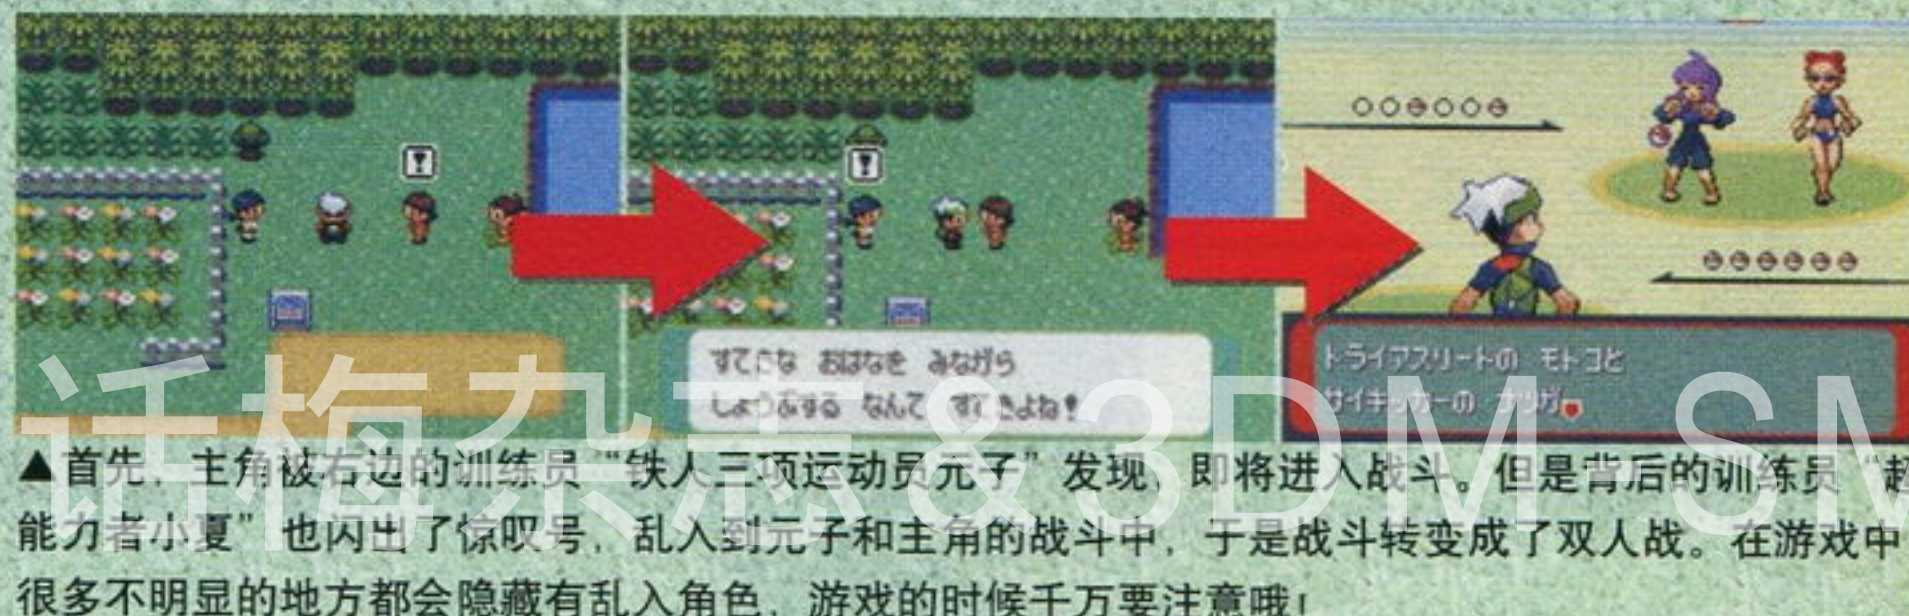 すてきな おはなを みながら
しょうぶする なんて すてきよね!
トライアスリートの モトコと
サイキッカーの ナツが
▲首先，主角被右边的训练员“铁人三项运动员元子”发现，即将进入战斗。但是背后的训练员“超
能力者小夏”也闪出了惊叹号，乱入到元子和主角的战斗中，于是战斗转变成了双人战。在游戏中
很多不明显的地方都会隐藏有乱入角色，游戏的时候千万要注意哦！
话梅杂志&3DM-SM